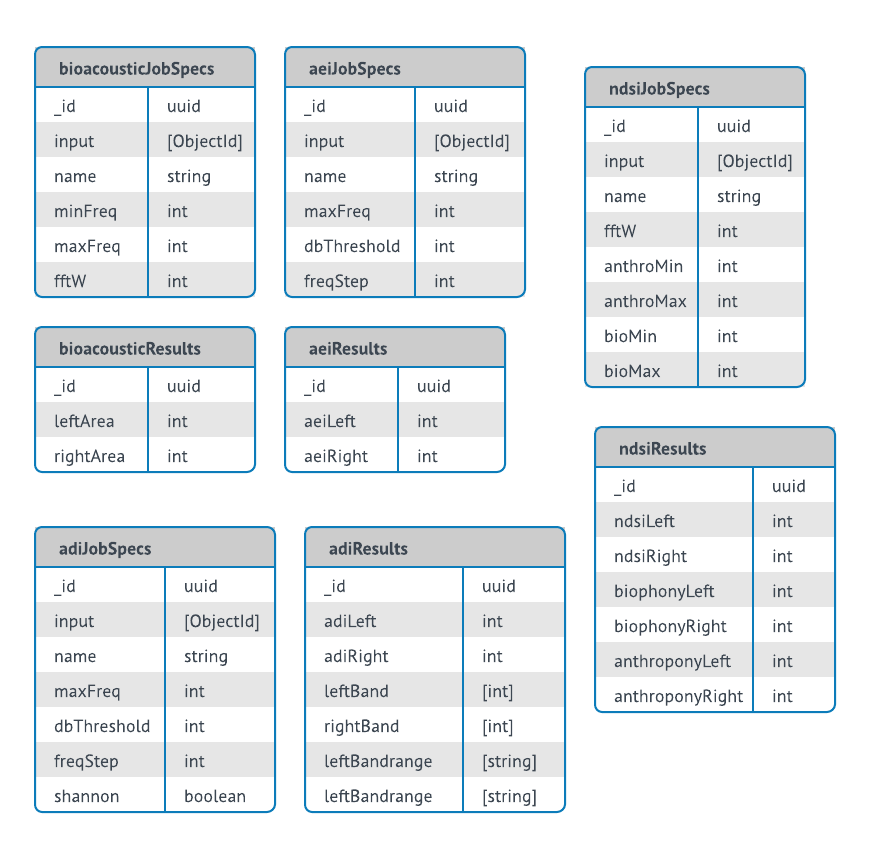 bioacousticJobSpecs
_id uuid
input [ObjectId]
name string
minFreq int
maxFreq int
fftW int
aeiJobSpecs
_id uuid
input [ObjectId]
name string
maxFreq int
dbThreshold int
freqStep int
ndsiJobSpecs
_id uuid
input [ObjectId]
name string
fftW int
anthroMin int
anthroMax int
bioMin int
bioMax int
bioacousticResults
_id uuid
leftArea int
rightArea int
aeiResults
_id uuid
aeiLeft int
aeiRight int
ndsiResults
_id uuid
ndsiLeft int
ndsiRight int
biophonyLeft int
biophonyRight int
anthroponyLeft int
anthroponyRight int
adiJobSpecs
_id uuid
input [ObjectId]
name string
maxFreq int
dbThreshold int
freqStep int
shannon boolean
adiResults
_id uuid
adiLeft int
adiRight int
leftBand [int]
rightBand [int]
leftBandrange [string]
leftBandrange [string]